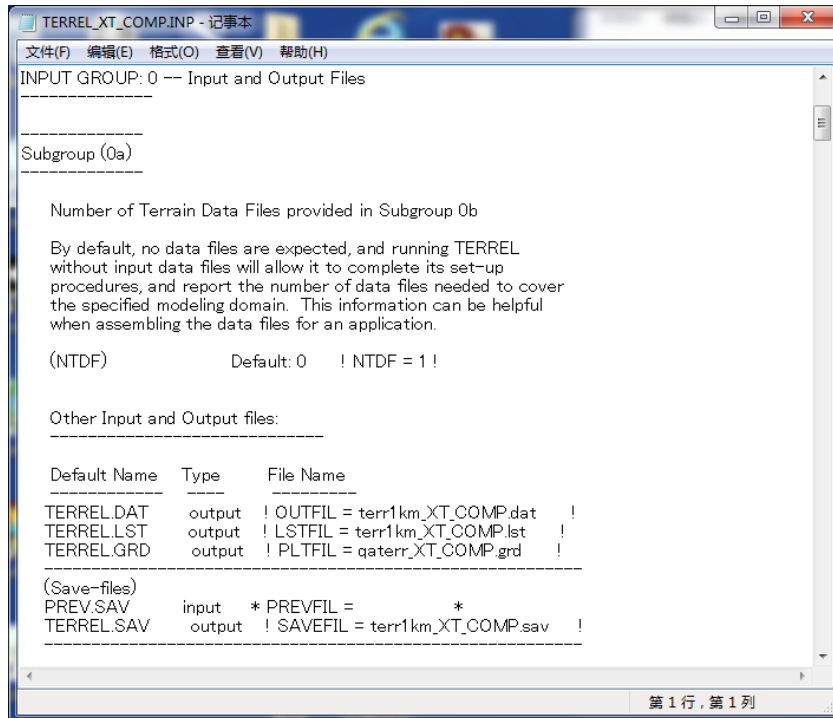 TERREL_XT_COMP.INP - 记事本
文件(F) 编辑(E) 格式(O) 查看(V) 帮助(H)
INPUT GROUP: 0 -- Input and Output Files
--------------
-------------
Subgroup (0a)
-------------
Number of Terrain Data Files provided in Subgroup 0b
By default, no data files are expected, and running TERREL
without input data files will allow it to complete its set-up
procedures, and report the number of data files needed to cover
the specified modeling domain. This information can be helpful
when assembling the data files for an application.
(NTDF) Default: 0 ! NTDF = 1 !
Other Input and Output files:
-----------------------------
Default Name Type File Name
------------ ---- ---------
TERREL.DAT output ! OUTFIL = terr1km_XT_COMP.dat !
TERREL.LST output ! LSTFIL = terr1km_XT_COMP.lst !
TERREL.GRD output ! PLTFIL = qaterr_XT_COMP.grd !
---------------------------------------------------------
(Save-files)
PREV.SAV input * PREVFIL = *
TERREL.SAV output ! SAVEFIL = terr1km_XT_COMP.sav !
---------------------------------------------------------
第 1 行 , 第 1 列